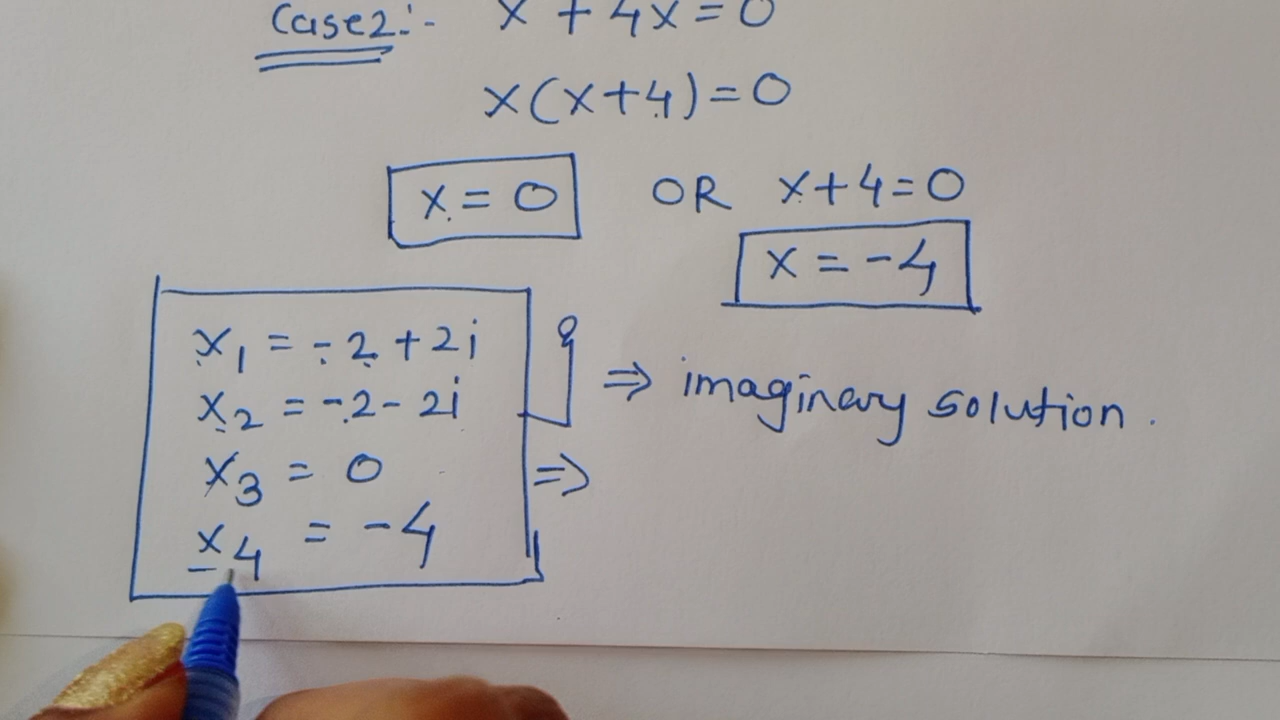 Case2:- x + 4x = 0
x(x+4) = 0
x = 0 OR x+4=0
x = -4
x₁ = -2 + 2i
x₂ = -2 - 2i ⇒ imaginary solution.
x₃ = 0 ⇒
x₄ = -4